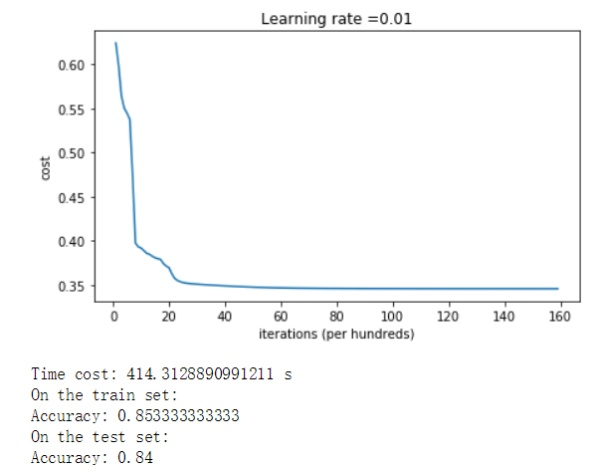 Learning rate =0.01
0.60
0.55
0.50
0.45
0.40
0.35
cost
0 20 40 60 80 100 120 140 160
iterations (per hundreds)
Time cost: 414.3128890991211 s
On the train set:
Accuracy: 0.853333333333
On the test set:
Accuracy: 0.84